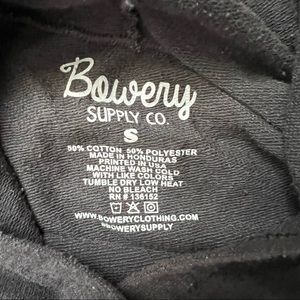 Bowery
SUPPLY CO.
S
50% COTTON 50% POLYESTER
MADE IN HONDURAS
PRINTED IN USA
MACHINE WASH COLD
WITH LIKE COLORS
TUMBLE DRY LOW HEAT
NO BLEACH
RN # 136152
WWW.BOWERYCLOTHING.COM
@BOWERYSUPPLY